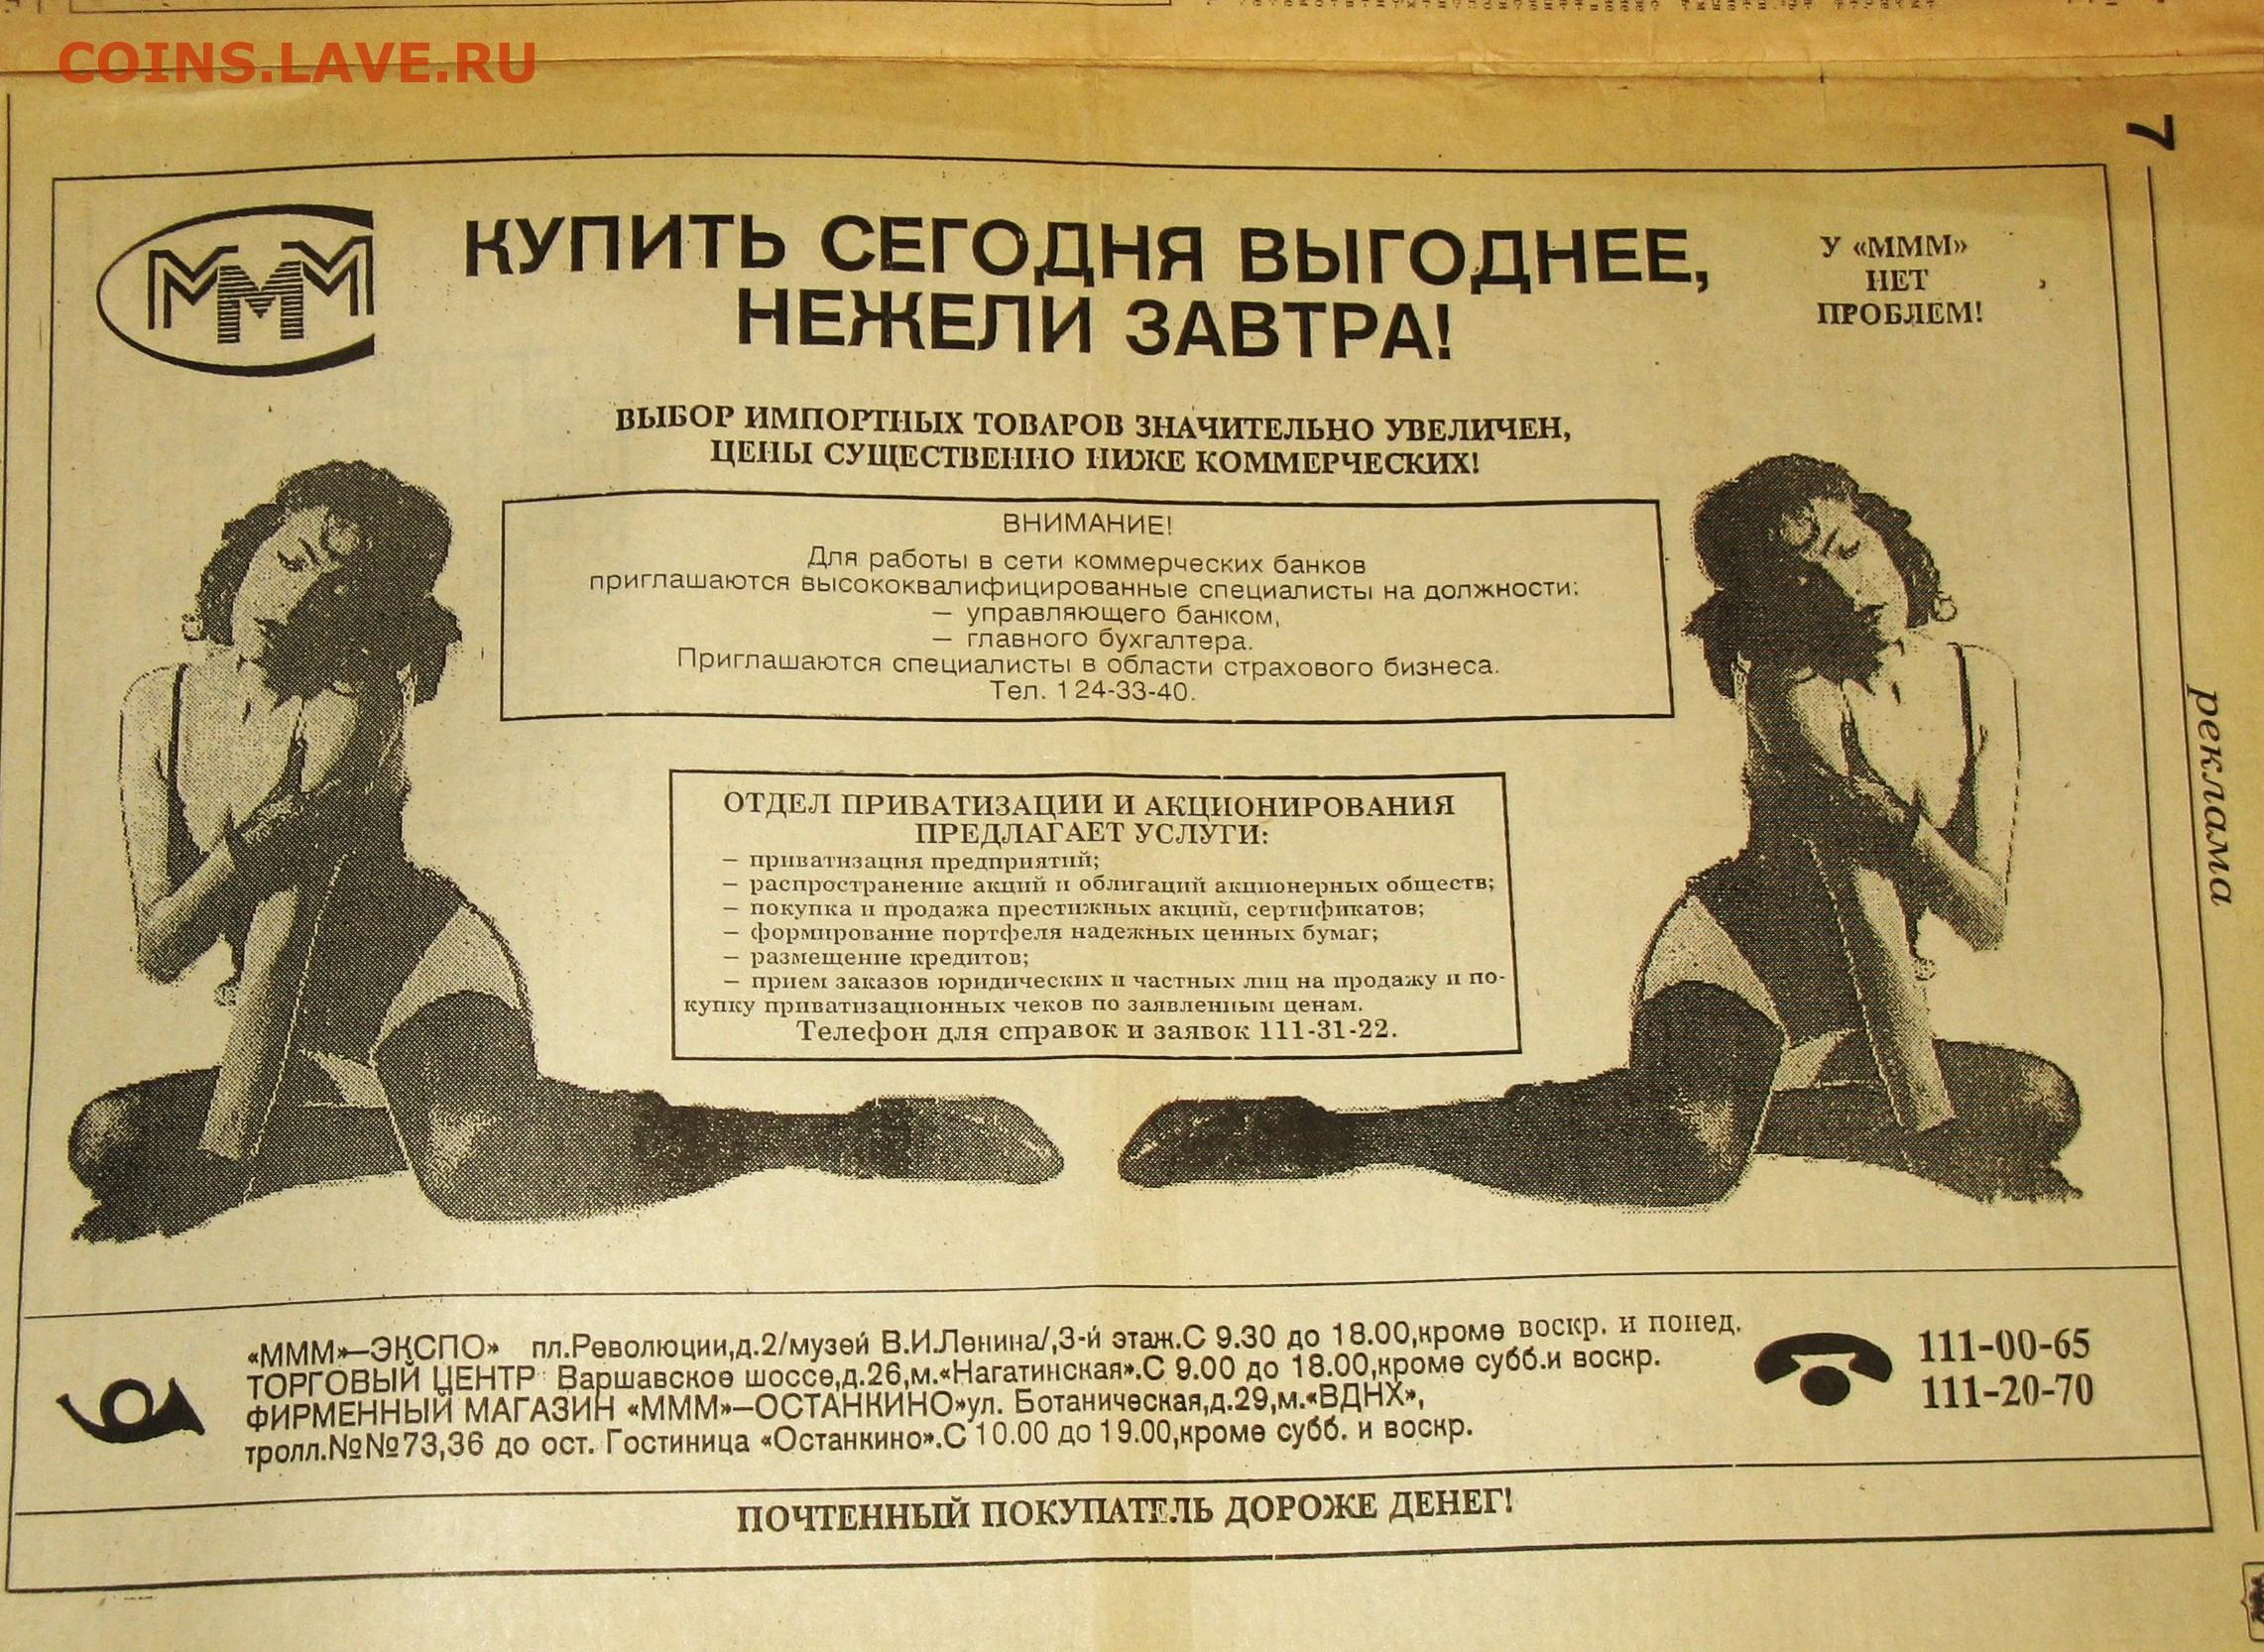 COINS.LAVE.RU
7
МММ
КУПИТЬ СЕГОДНЯ ВЫГОДНЕЕ,
НЕЖЕЛИ ЗАВТРА!
У «МММ»
НЕТ
ПРОБЛЕМ!
ВЫБОР ИМПОРТНЫХ ТОВАРОВ ЗНАЧИТЕЛЬНО УВЕЛИЧЕН,
ЦЕНЫ СУЩЕСТВЕННО НИЖЕ КОММЕРЧЕСКИХ!
ВНИМАНИЕ!
Для работы в сети коммерческих банков
приглашаются высококвалифицированные специалисты на должности:
— управляющего банком,
— главного бухгалтера.
Приглашаются специалисты в области страхового бизнеса.
Тел. 124-33-40.
реклама
ОТДЕЛ ПРИВАТИЗАЦИИ И АКЦИОНИРОВАНИЯ
ПРЕДЛАГАЕТ УСЛУГИ:
— приватизация предприятий;
— распространение акций и облигаций акционерных обществ;
— покупка и продажа престижных акций, сертификатов;
— формирование портфеля надежных ценных бумаг;
— размещение кредитов;
— прием заказов юридических и частных лиц на продажу и по-
купку приватизационных чеков по заявленным ценам.
Телефон для справок и заявок 111-31-22.
«МММ»—ЭКСПО» пл.Революции,д.2/музей В.И.Ленина/,3-й этаж.С 9.30 до 18.00,кроме воскр. и понед.
ТОРГОВЫЙ ЦЕНТР Варшавское шоссе,д.26,м.«Нагатинская».С 9.00 до 18.00,кроме субб.и воскр.
ФИРМЕННЫЙ МАГАЗИН «МММ»—ОСТАНКИНО»ул. Ботаническая,д.29,м.«ВДНХ»,
тролл.№№73,36 до ост. Гостиница «Останкино».С 10.00 до 19.00,кроме субб. и воскр.
111-00-65
111-20-70
ПОЧТЕННЫЙ ПОКУПАТЕЛЬ ДОРОЖЕ ДЕНЕГ!